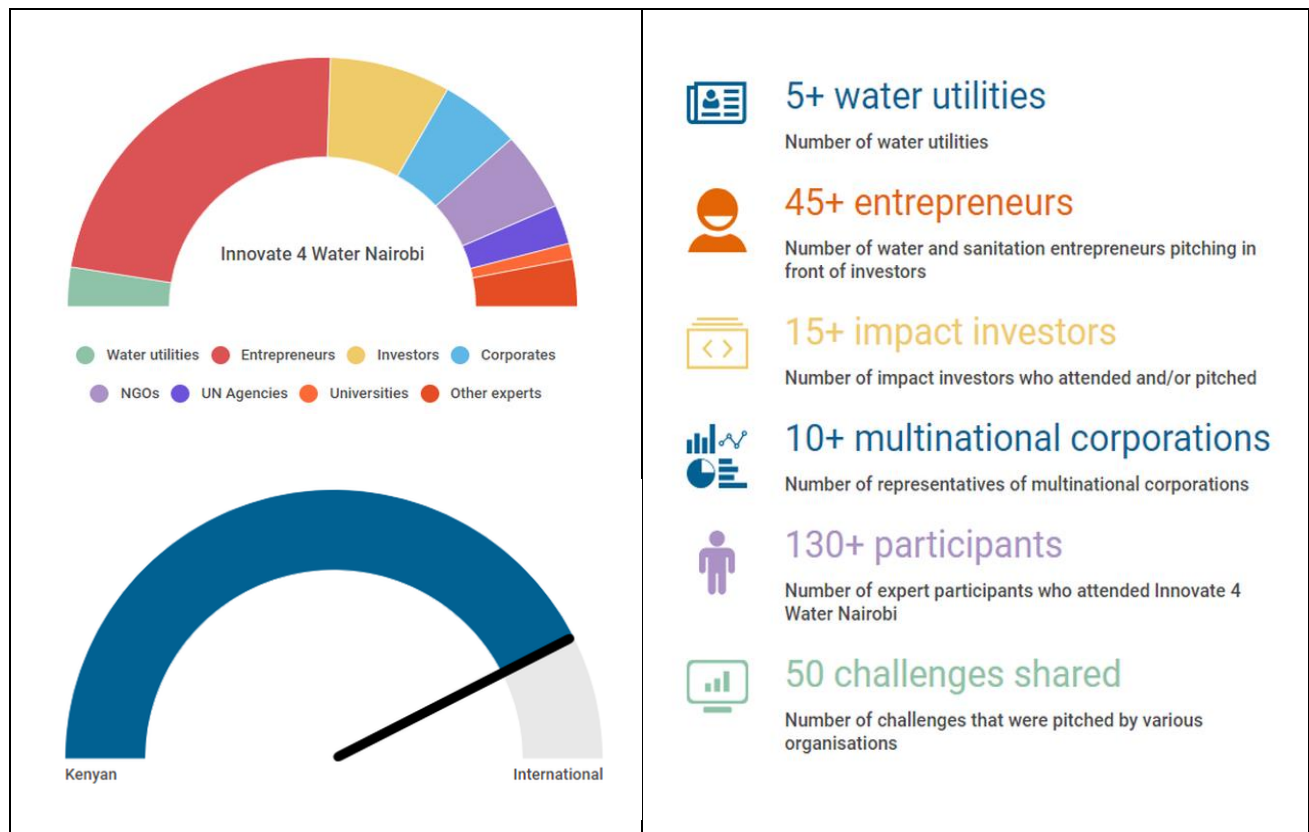 Innovate 4 Water Nairobi
Water utilities Entrepreneurs Investors Corporates
NGOs UN Agencies Universities Other experts
Kenyan International
5+ water utilities
Number of water utilities
45+ entrepreneurs
Number of water and sanitation entrepreneurs pitching in
front of investors
15+ impact investors
Number of impact investors who attended and/or pitched
10+ multinational corporations
Number of representatives of multinational corporations
130+ participants
Number of expert participants who attended Innovate 4
Water Nairobi
50 challenges shared
Number of challenges that were pitched by various
organisations